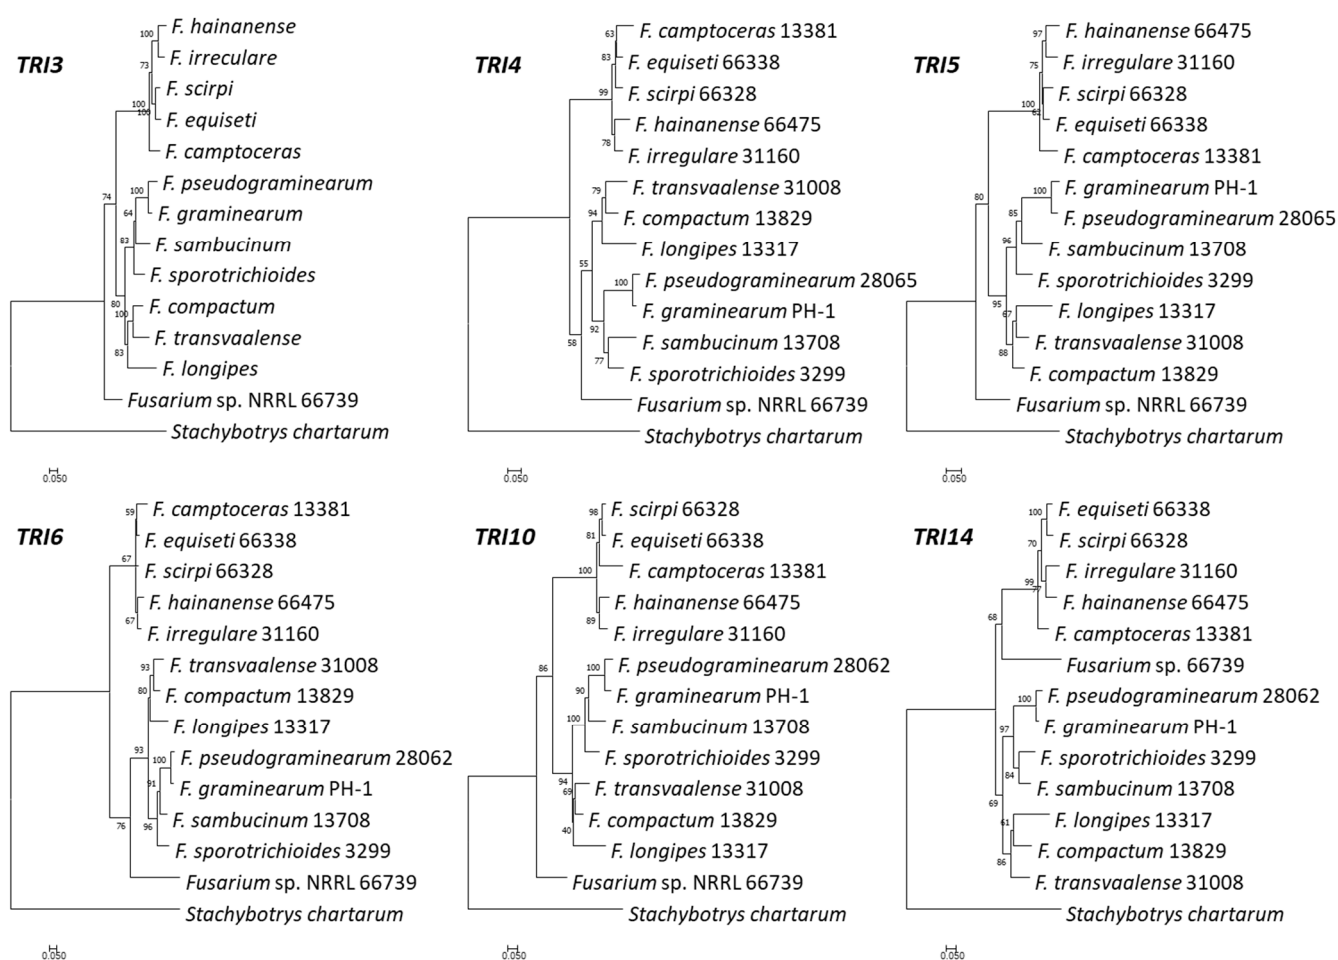 TRI3
F. hainanense
100
F. irreculare
73
F. scirpi
100
100
F. equiseti
F. camptoceras
F. pseudograminearum
100
74
64
F. graminearum
83
F. sambucinum
F. sporotrichioides
80
100
F. compactum
F. transvaalense
83
F. longipes
Fusarium sp. NRRL 66739
Stachybotrys chartarum
0.050
TRI4
63
F. camptoceras 13381
83
F. equiseti 66338
99
F. scirpi 66328
F. hainanense 66475
78
F. irregulare 31160
79
F. transvaalense 31008
94
F. compactum 13829
F. longipes 13317
55
100
F. pseudograminearum 28065
F. graminearum PH-1
92
58
F. sambucinum 13708
77
F. sporotrichioides 3299
Fusarium sp. NRRL 66739
Stachybotrys chartarum
0.050
TRI5
97
F. hainanense 66475
75
F. irregulare 31160
F. scirpi 66328
100
62
F. equiseti 66338
F. camptoceras 13381
100
F. graminearum PH-1
80
85
F. pseudograminearum 28065
96
F. sambucinum 13708
F. sporotrichioides 3299
95
67
F. longipes 13317
F. transvaalense 31008
88
F. compactum 13829
Fusarium sp. NRRL 66739
Stachybotrys chartarum
0.050
TRI6
59
F. camptoceras 13381
F. equiseti 66338
67
F. scirpi 66328
F. hainanense 66475
67
F. irregulare 31160
93
F. transvaalense 31008
80
F. compactum 13829
F. longipes 13317
93
100
F. pseudograminearum 28062
91
F. graminearum PH-1
76
96
F. sambucinum 13708
F. sporotrichioides 3299
Fusarium sp. NRRL 66739
Stachybotrys chartarum
0.050
TRI10
98
F. scirpi 66328
81
F. equiseti 66338
100
F. camptoceras 13381
F. hainanense 66475
89
F. irregulare 31160
86
100
F. pseudograminearum 28062
90
F. graminearum PH-1
100
F. sambucinum 13708
F. sporotrichioides 3299
94
69
F. transvaalense 31008
F. compactum 13829
40
F. longipes 13317
Fusarium sp. NRRL 66739
Stachybotrys chartarum
0.050
TRI14
100
F. equiseti 66338
70
F. scirpi 66328
F. irregulare 31160
99
77
F. hainanense 66475
68
F. camptoceras 13381
Fusarium sp. 66739
100
F. pseudograminearum 28062
97
F. graminearum PH-1
F. sporotrichioides 3299
84
F. sambucinum 13708
69
61
F. longipes 13317
F. compactum 13829
86
F. transvaalense 31008
Stachybotrys chartarum
0.050